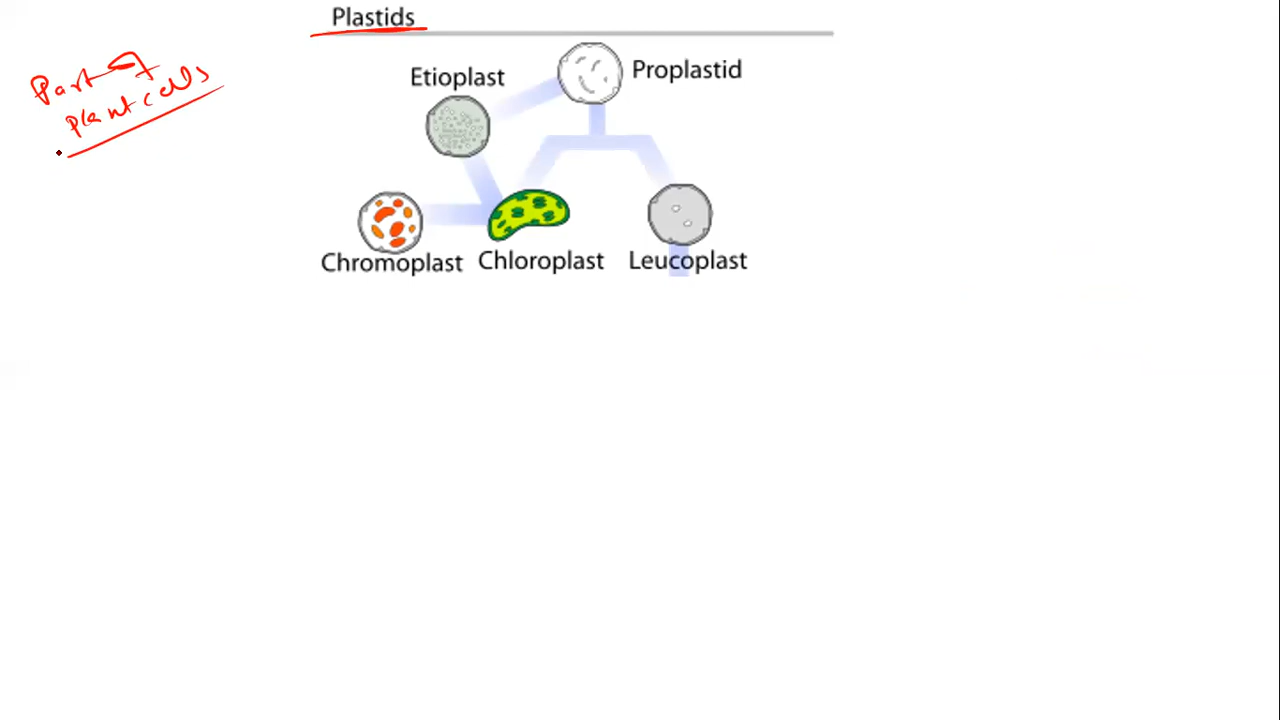 Plastids
Part of
plant cells
Proplastid
Etioplast
Chromoplast Chloroplast Leucoplast